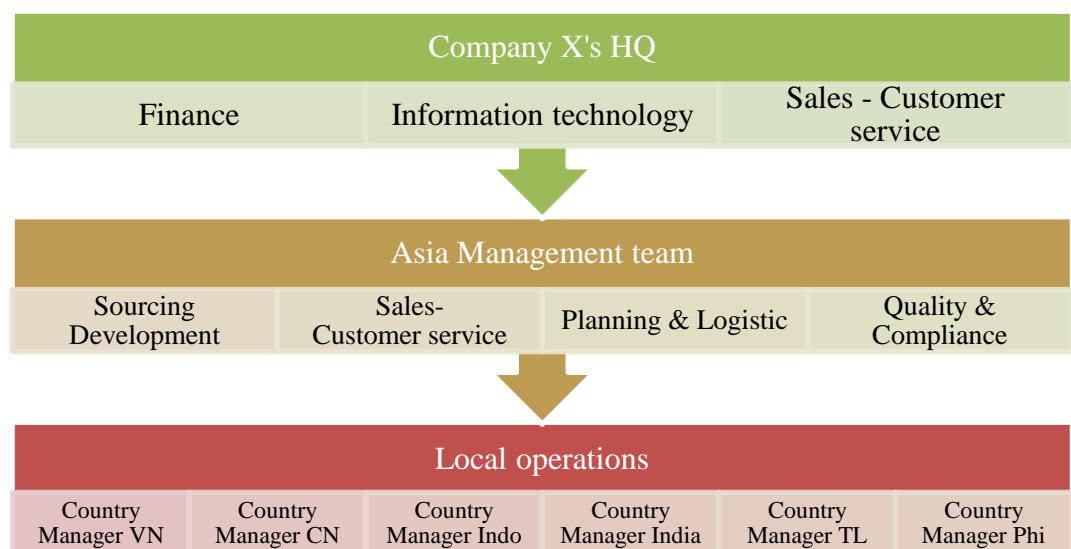 Company X's HQ
Finance
Information technology
Sales - Customer
service
Asia Management team
Sourcing
Development
Sales-
Customer service
Planning & Logistic
Quality &
Compliance
Local operations
Country
Manager VN
Country
Manager CN
Country
Manager Indo
Country
Manager India
Country
Manager TL
Country
Manager Phi